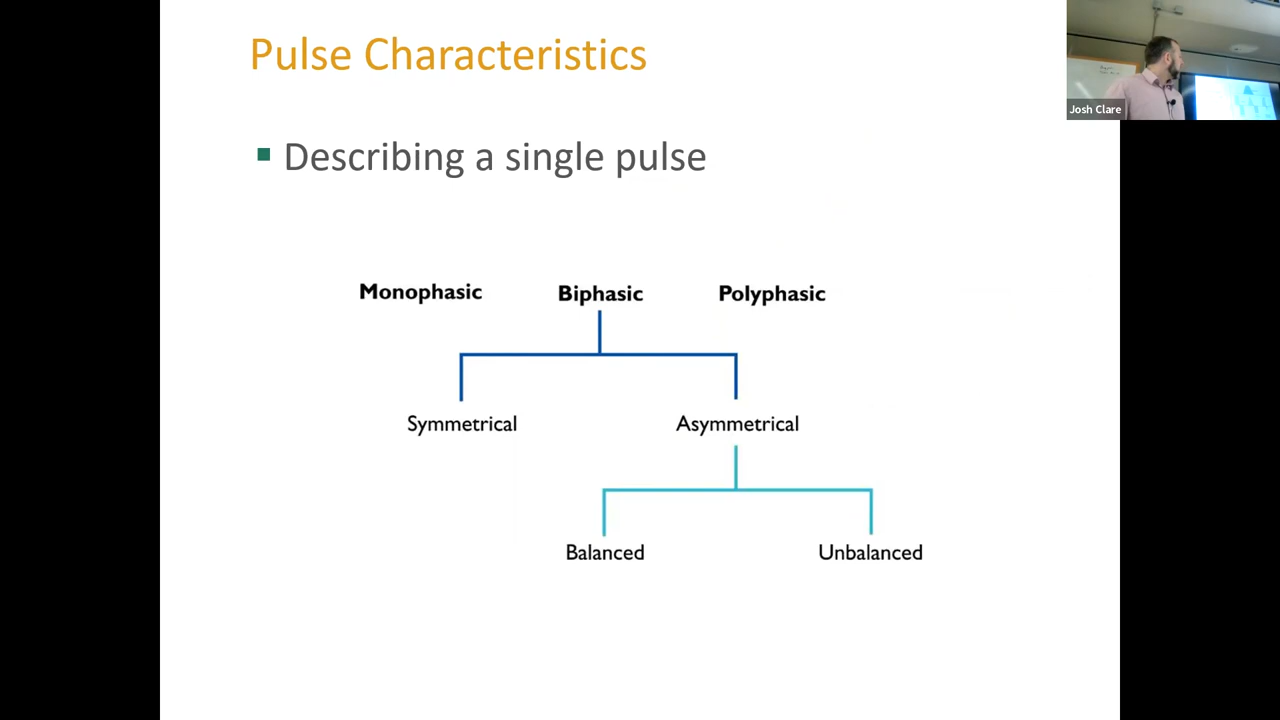 Pulse Characteristics
Josh Clare
▪ Describing a single pulse
Monophasic Biphasic Polyphasic
Symmetrical Asymmetrical
Balanced Unbalanced